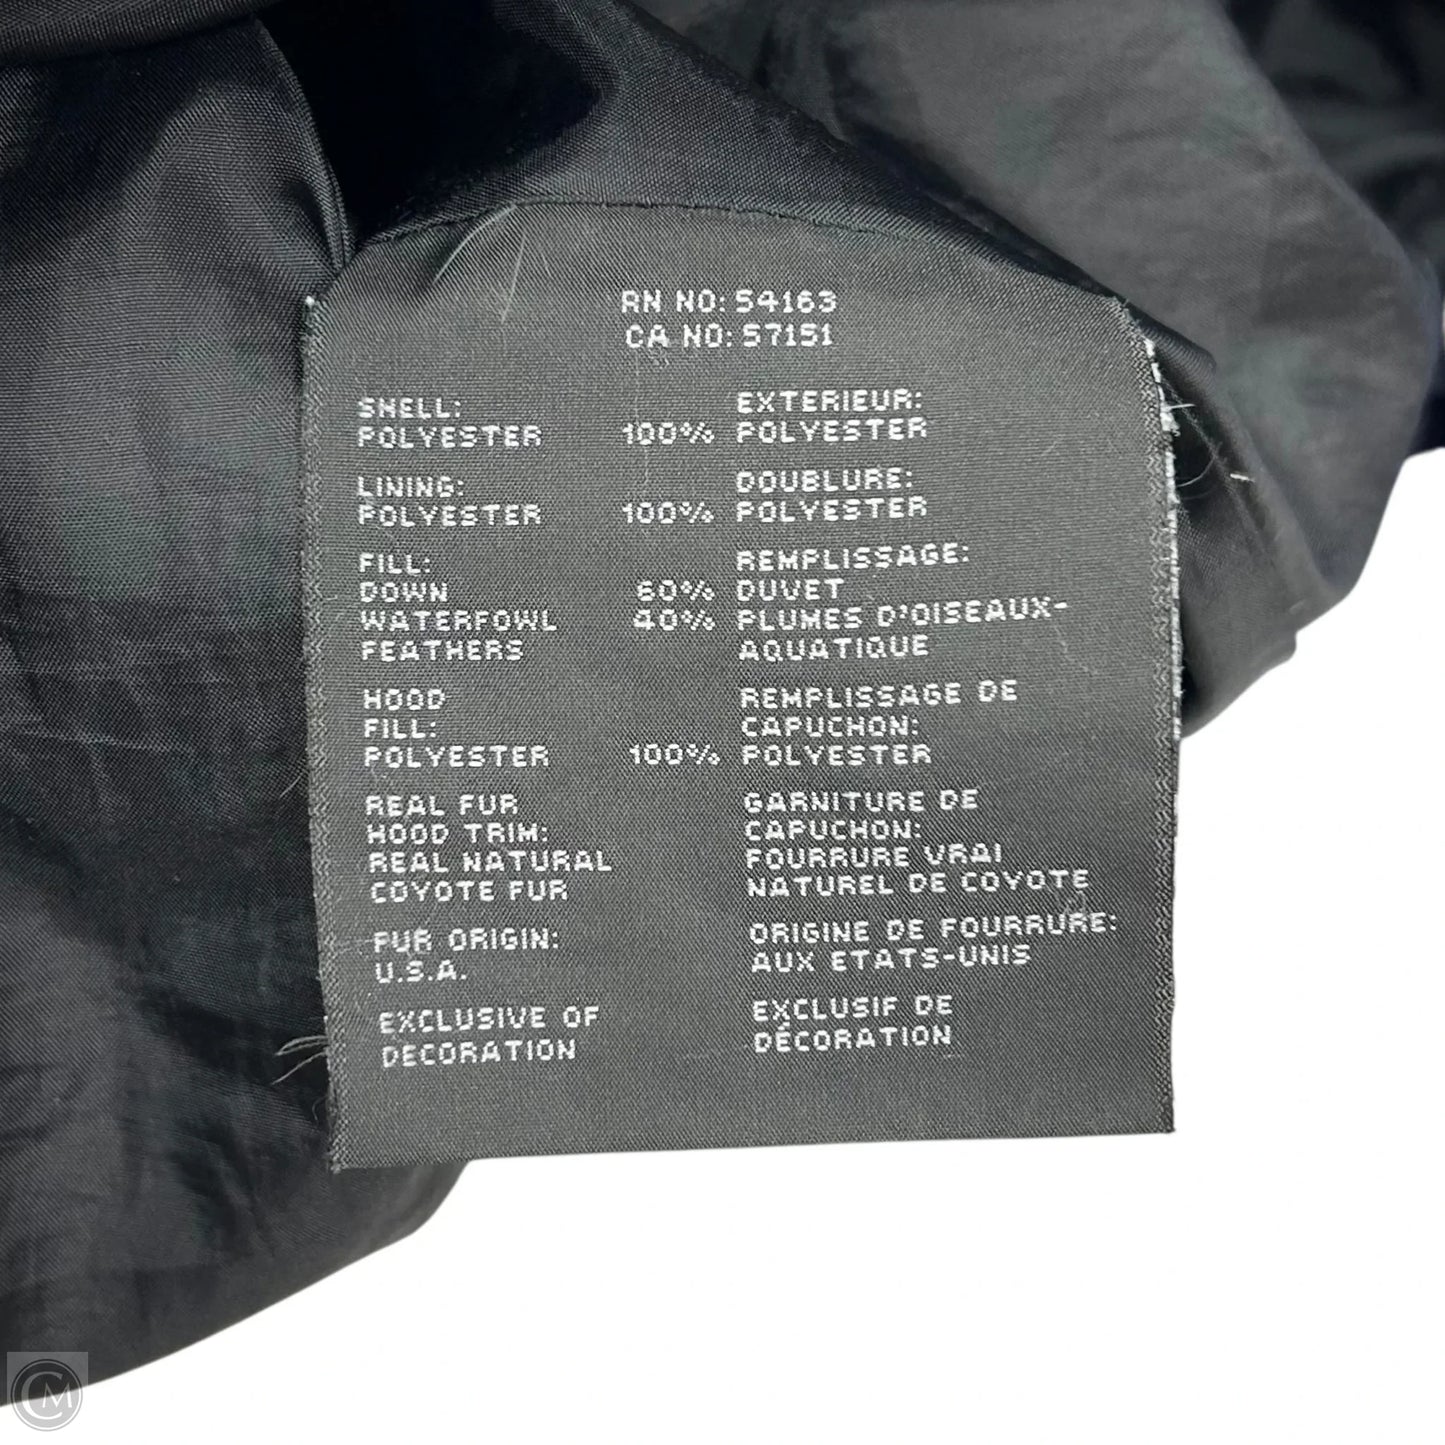 RN NO: 54163
CA NO: 57151
SHELL:
POLYESTER 100%
LINING:
POLYESTER 100%
FILL:
DOWN 60%
WATERFOWL 40%
FEATHERS
HOOD
FILL:
POLYESTER 100%
REAL FUR
HOOD TRIM:
REAL NATURAL
COYOTE FUR
FUR ORIGIN:
U.S.A.
EXCLUSIVE OF
DECORATION
EXTERIEUR:
POLYESTER
DOUBLURE:
POLYESTER
REMPLISSAGE:
DUVET
PLUMES D'OISEAUX-
AQUATIQUE
REMPLISSAGE DE
CAPUCHON:
POLYESTER
GARNITURE DE
CAPUCHON:
FOURRURE VRAI
NATUREL DE COYOTE
ORIGINE DE FOURRURE:
AUX ETATS-UNIS
EXCLUSIF DE
DÉCORATION
CM